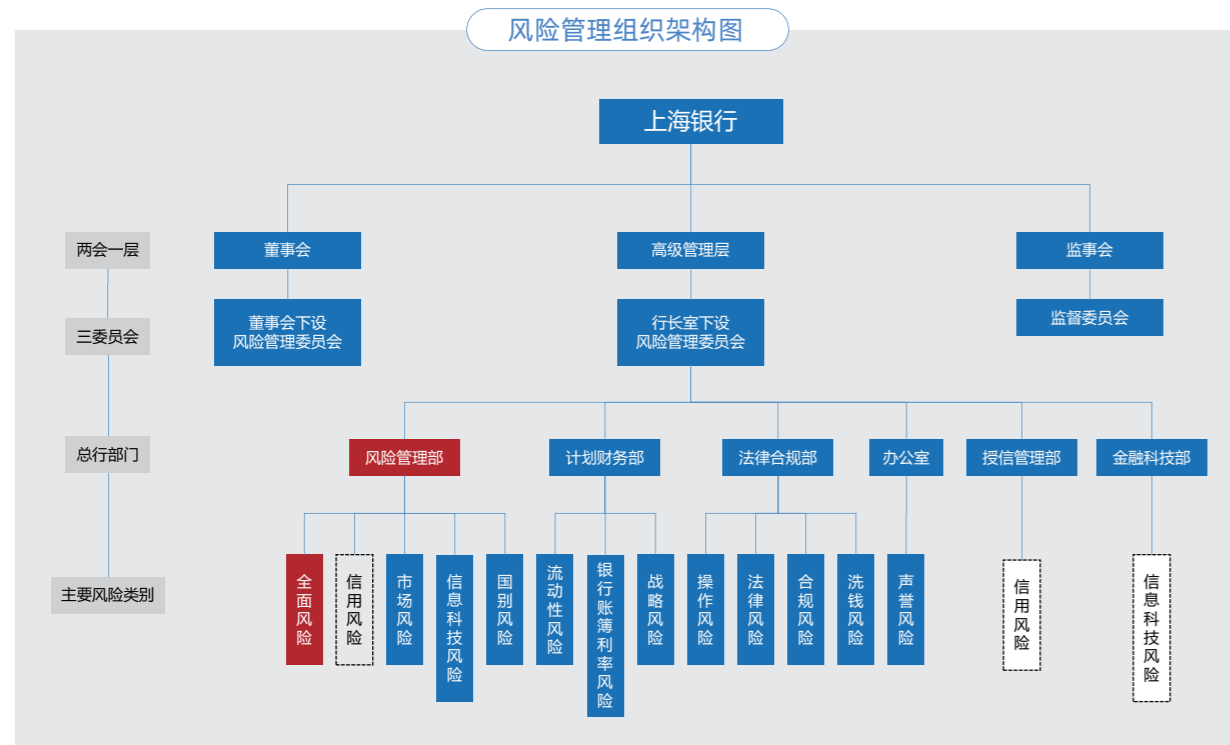 风险管理组织架构图
上海银行
两会一层
董事会
高级管理层
监事会
三委员会
董事会下设
风险管理委员会
行长室下设
风险管理委员会
监督委员会
总行部门
风险管理部
计划财务部
法律合规部
办公室
授信管理部
金融科技部
主要风险类别
全面风险
信用风险
市场风险
信息科技风险
国别风险
流动性风险
银行账薄利率风险
战略风险
操作风险
法律风险
合规风险
洗钱风险
声誉风险
信用风险
信息科技风险